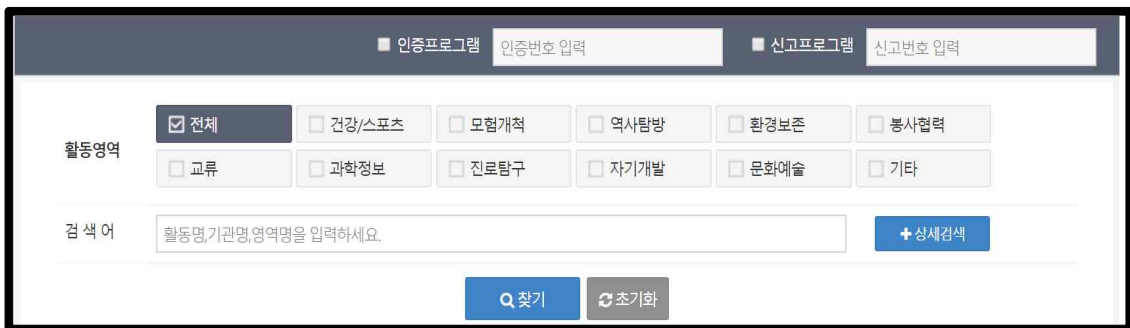 인증프로그램 인증번호 입력 신고프로그램 신고번호 입력
활동영역
전체 건강/스포츠 모험개척 역사탐방 환경보존 봉사협력
교류 과학정보 진로탐구 자기개발 문화예술 기타
검 색 어 활동명,기관명,영역명을 입력하세요. +상세검색
찾기 초기화